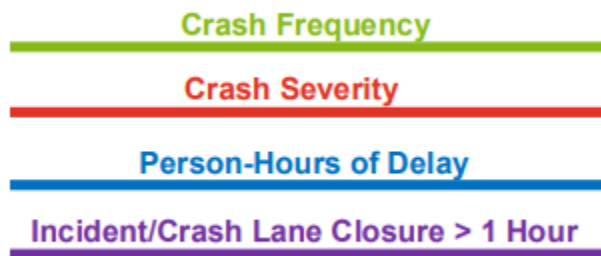 Crash Frequency
Crash Severity
Person-Hours of Delay
Incident/Crash Lane Closure > 1 Hour